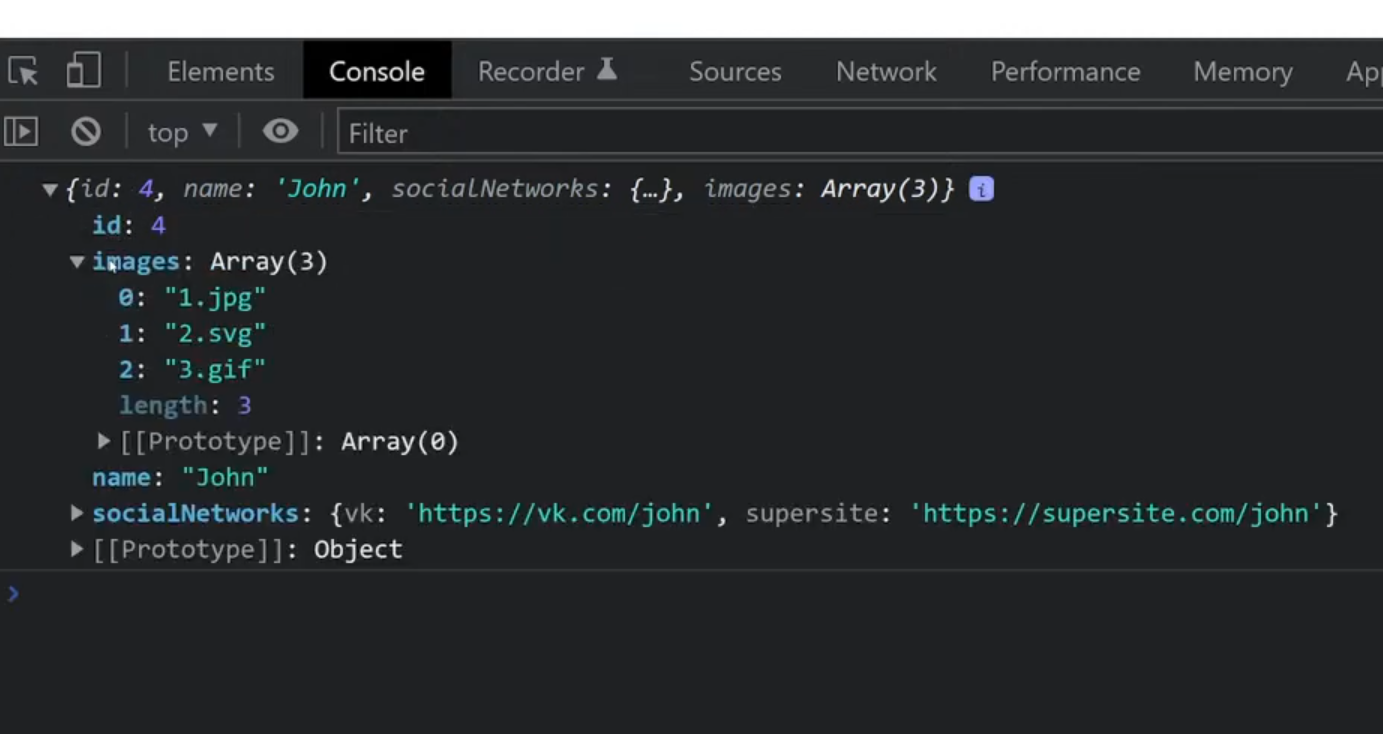 Elements Console Recorder Sources Network Performance Memory
top Filter
{id: 4, name: 'John', socialNetworks: {…}, images: Array(3)} i
id: 4
images: Array(3)
0: "1.jpg"
1: "2.svg"
2: "3.gif"
length: 3
[[Prototype]]: Array(0)
name: "John"
socialNetworks: {vk: 'https://vk.com/john', supersite: 'https://supersite.com/john'}
[[Prototype]]: Object